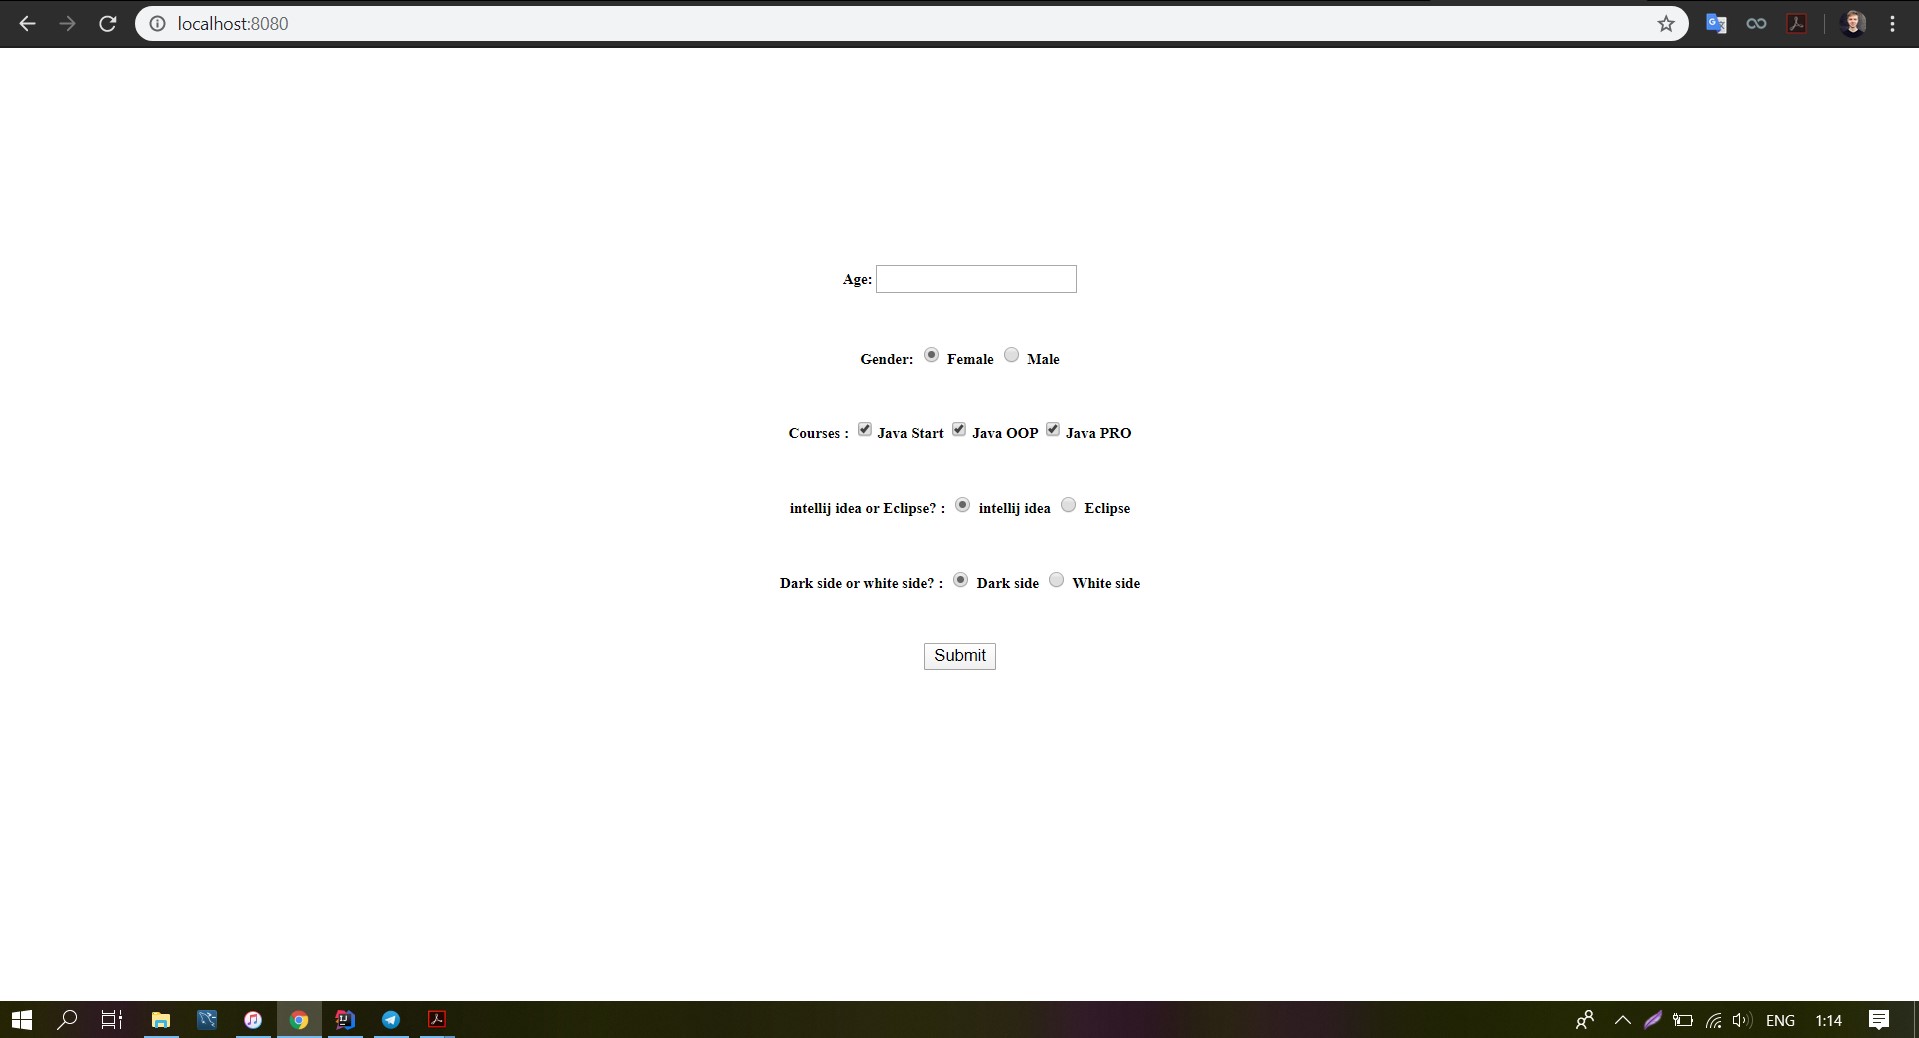 localhost:8080
Age:
Gender: Female Male
Courses : Java Start Java OOP Java PRO
intellij idea or Eclipse? : intellij idea Eclipse
Dark side or white side? : Dark side White side
Submit
ENG 1:14